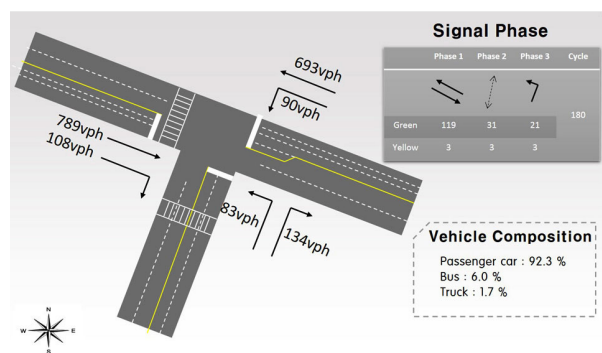 Signal Phase
Phase 1 Phase 2 Phase 3 Cycle
180
Green 119 31 21
Yellow 3 3 3
693vph
90vph
789vph
108vph
83vph
134vph
Vehicle Composition
Passenger car : 92.3 %
Bus : 6.0 %
Truck : 1.7 %
N
W E
S